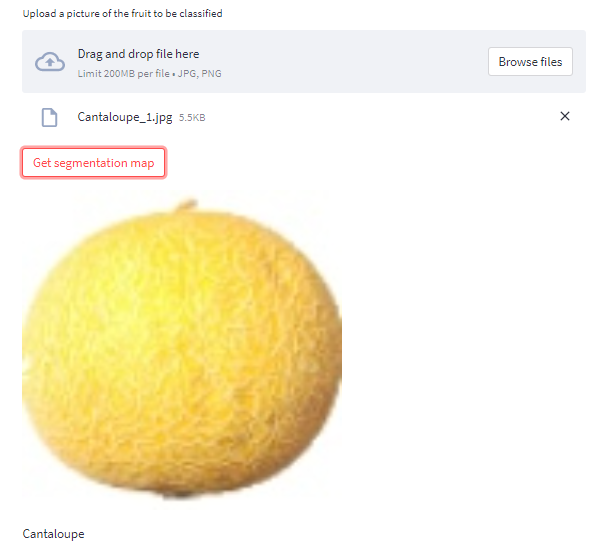 Upload a picture of the fruit to be classified
Drag and drop file here
Limit 200MB per file • JPG, PNG
Browse files
Cantaloupe_1.jpg 5.5KB
Get segmentation map
Cantaloupe